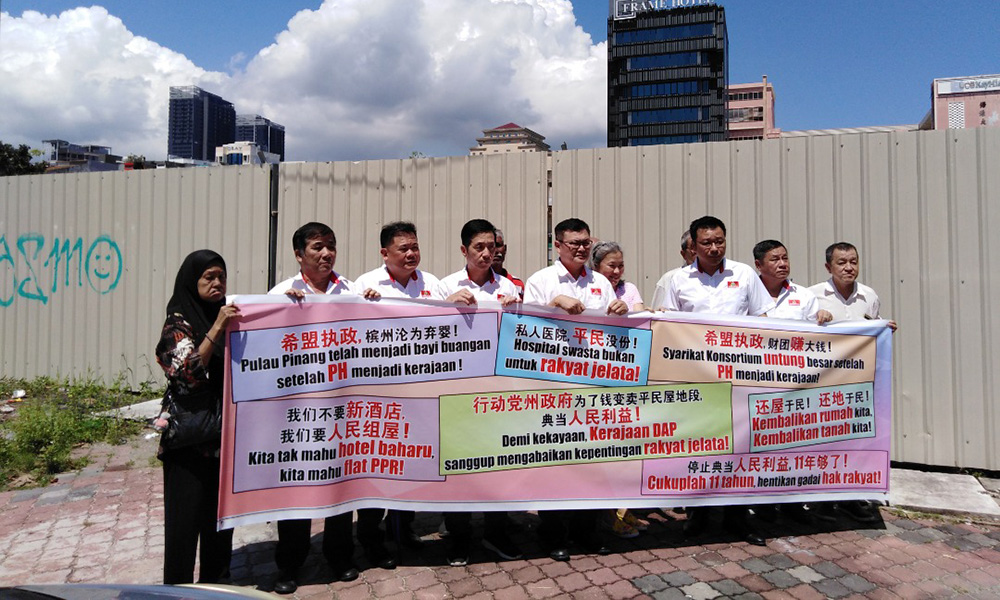 FRAME HOTEL
希盟执政, 槟州沦为弃婴!
Pulau Pinang telah menjadi bayi buangan
setelah PH menjadi kerajaan!
私人医院, 平民没份!
Hospital swasta bukan
untuk rakyat jelata!
希盟执政, 财团赚大钱!
Syarikat Konsortium untung besar setelah
PH menjadi kerajaan!
我们不要新酒店,
我们要人民组屋!
Kita tak mahu hotel baharu,
kita mahu flat PPR!
行动党州政府为了钱变卖平民屋地段,
典当人民利益!
Demi kekayaan, Kerajaan DAP
sanggup mengabaikan kepentingan rakyat jelata!
还屋于民! 还地于民!
Kembalikan rumah kita,
Kembalikan tanah kita!
停止典当人民利益, 11年够了!
Cukuplah 11 tahun, hentikan gadai hak rakyat!